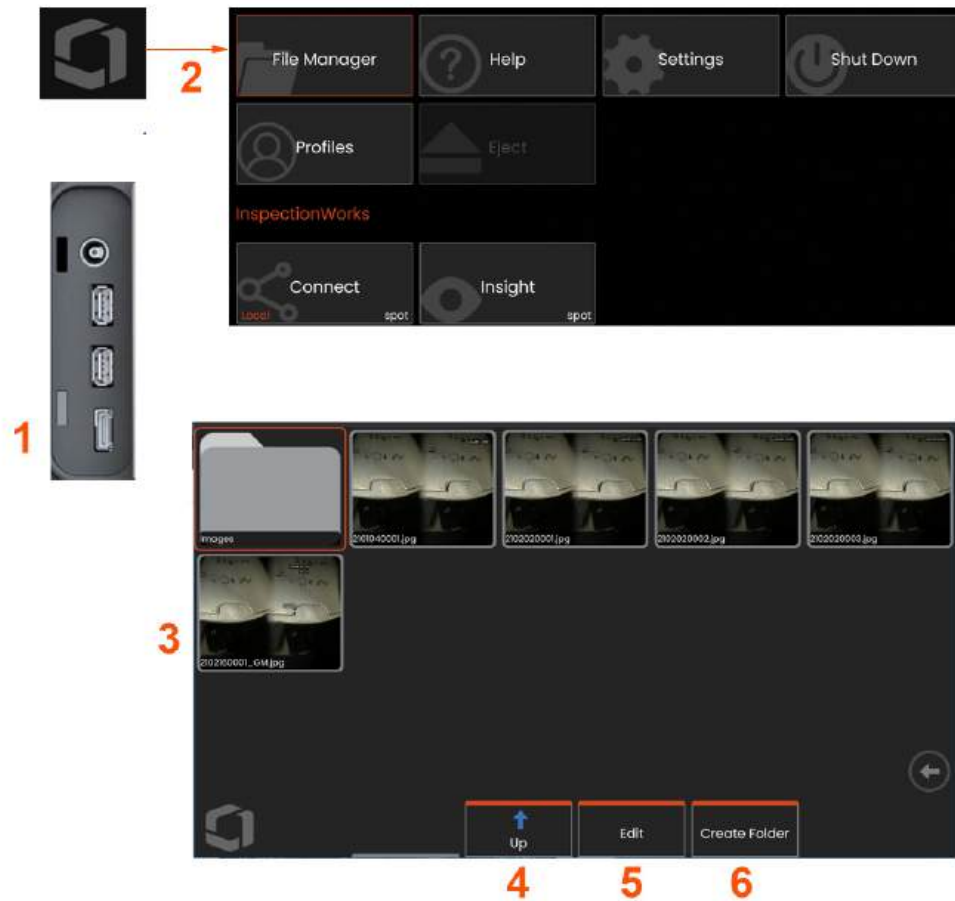 2
File Manager
Help
Settings
Shut Down
Profiles
Eject
InspectionWorks
Connect
Insight
Local
spot
spot
1
images
2101040001.jpg
2102020001.jpg
2102020002.jpg
2102020003.jpg
3
2102160001_GM.jpg
Up
Edit
Create Folder
4
5
6